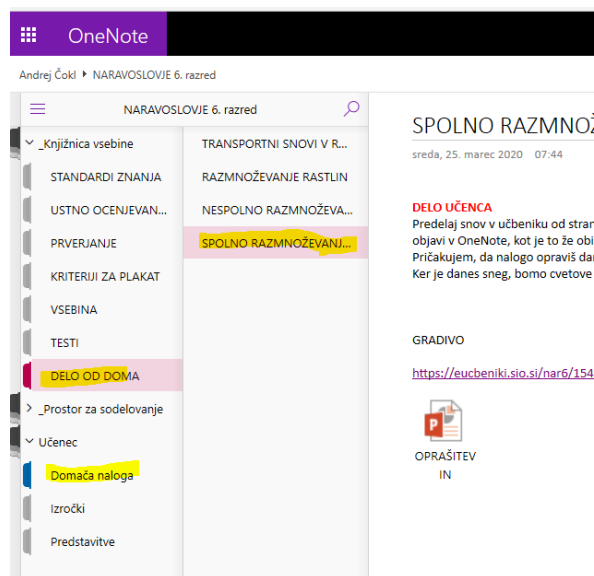 OneNote
Andrej Čokl ▸ NARAVOSLOVJE 6. razred
NARAVOSLOVJE 6. razred
_Knjižnica vsebine
STANDARDI ZNANJA
USTNO OCENJEVAN...
PRVERJANJE
KRITERIJI ZA PLAKAT
VSEBINA
TESTI
DELO OD DOMA
_Prostor za sodelovanje
Učenec
Domača naloga
Izročki
Predstavitve
TRANSPORTNI SNOVI V R...
RAZMNOŽEVANJE RASTLIN
NESPOLNO RAZMNOŽEVA...
SPOLNO RAZMNOŽEVANJ...
SPOLNO RAZMNOŽ
sreda, 25. marec 2020 07:44
DELO UČENCA
Predelaj snov v učbeniku od stran
objavi v OneNote, kot je to že obi
Pričakujem, da nalogo opraviš da
Ker je danes sneg, bomo cvetove
GRADIVO
https://eucbeniki.sio.si/nar6/154
OPRAŠITEV
IN